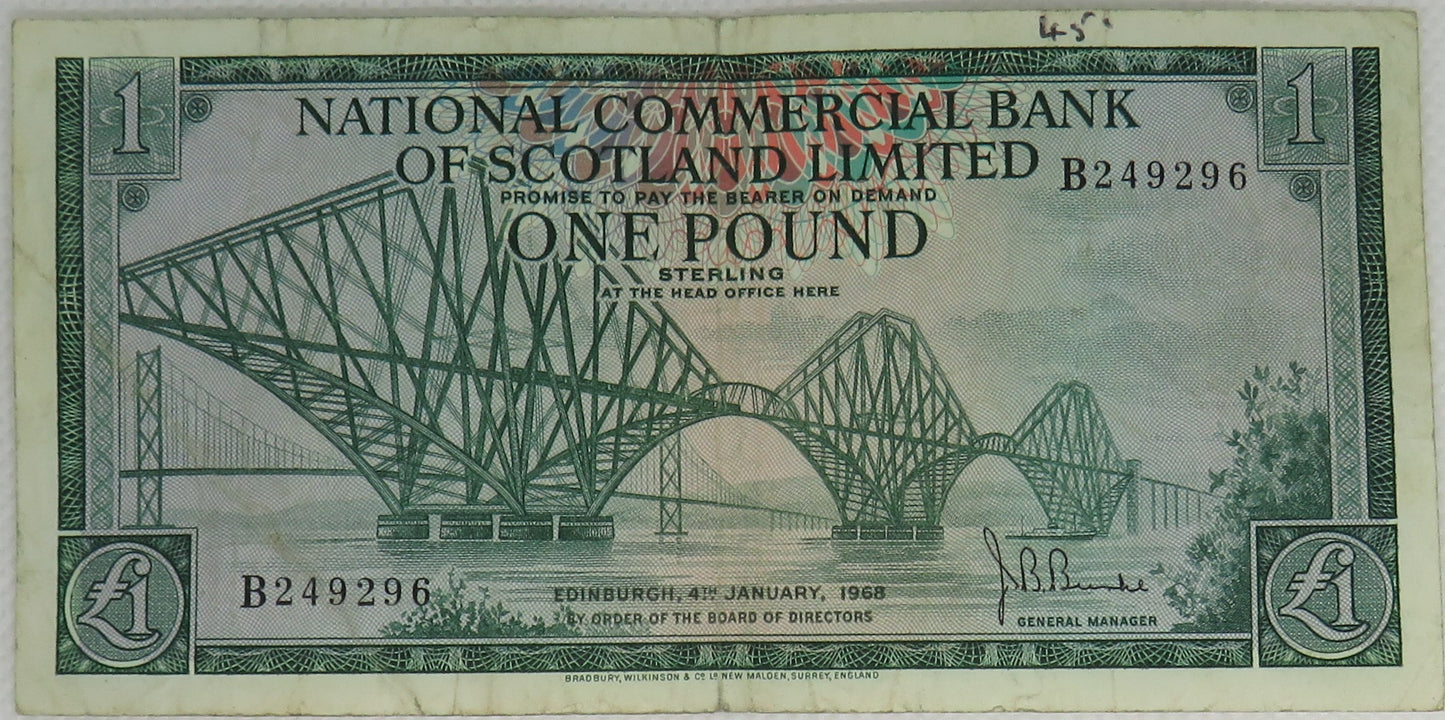 45
1
1
NATIONAL COMMERCIAL BANK
OF SCOTLAND LIMITED
B249296
PROMISE TO PAY THE BEARER ON DEMAND
ONE POUND
STERLING
AT THE HEAD OFFICE HERE
B249296
EDINBURGH, 4TH JANUARY, 1968
BY ORDER OF THE BOARD OF DIRECTORS
J.B. Burke
GENERAL MANAGER
£1
£1
BRADBURY, WILKINSON & Cº Lº NEW MALDEN, SURREY, ENGLAND